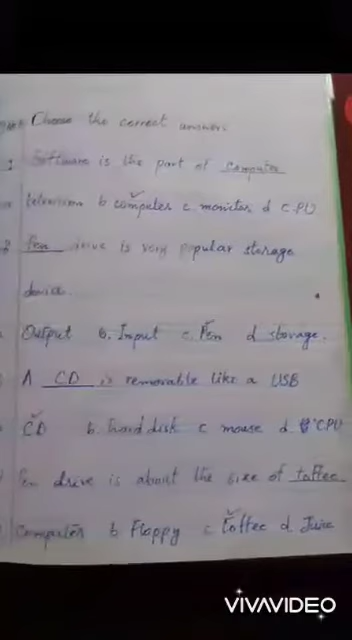 Choose the correct answers
1 Software is the part of computer
television b computer c monitor d CPU
2 Pen drive is very popular storage
device.
Output b. Input c. Pen d storage.
A CD is removable like a USB
CD b. hard disk c mouse d CPU
Pen drive is about the size of toffee
Computer b Floppy c Toffee d Juice
VIVAVIDEO